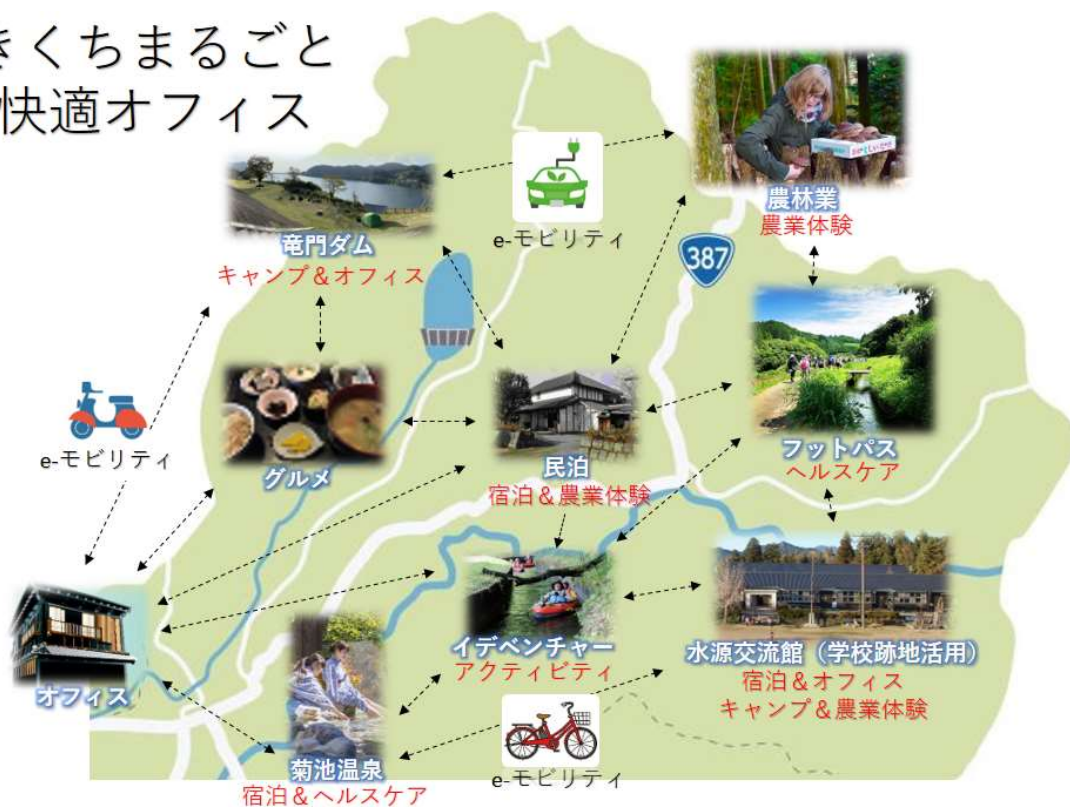 きくちまるごと
快適オフィス
竜門ダム
キャンプ＆オフィス
e-モビリティ
農林業
農業体験
387
e-モビリティ
グルメ
民泊
宿泊＆農業体験
フットパス
ヘルスケア
オフィス
イデベンチャー
アクティビティ
水源交流館（学校跡地活用）
宿泊＆オフィス
キャンプ＆農業体験
菊池温泉
宿泊＆ヘルスケア
e-モビリティ